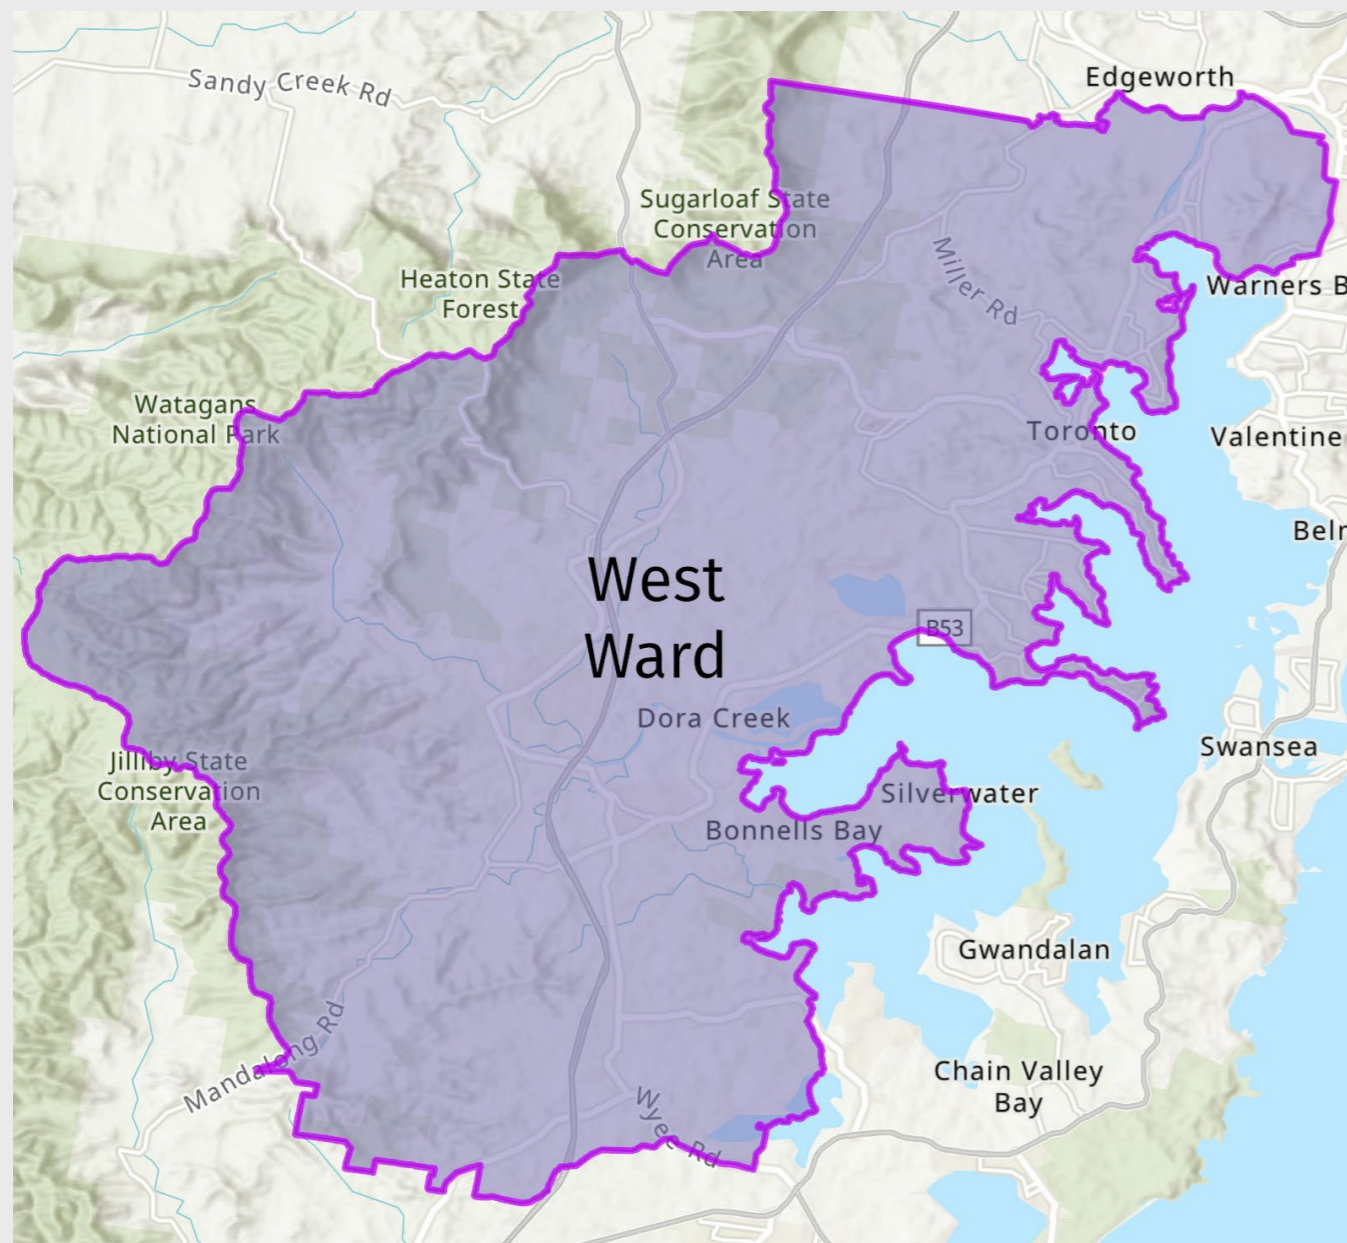 Edgeworth
Sandy Creek Rd
Sugarloaf State
Conservation
Area
Heaton State
Forest
Miller Rd
Warners B
Watagans
National Park
Toronto
Valentine
Beln
West
Ward
B53
Dora Creek
Swansea
Jilliby State
Conservation
Area
Silverwater
Bonnells Bay
Gwandalan
Mandalong Rd
Chain Valley
Bay
Wyee Rd